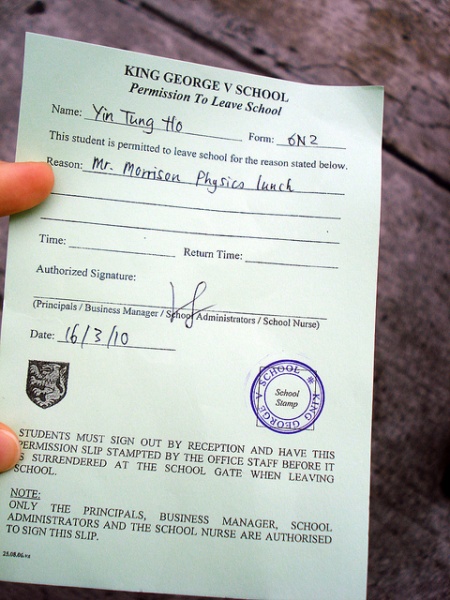 KING GEORGE V SCHOOL
Permission To Leave School
Name: Yin Tung Ho Form: 6N2
This student is permitted to leave school for the reason stated below.
Reason: Mr. Morrison Physics lunch
Time: Return Time:
Authorized Signature:
(Principals / Business Manager / School Administrators / School Nurse)
Date: 16/3/10
KING GEORGE V SCHOOL
School
Stamp
STUDENTS MUST SIGN OUT BY RECEPTION AND HAVE THIS
PERMISSION SLIP STAMPTED BY THE OFFICE STAFF BEFORE IT
IS SURRENDERED AT THE SCHOOL GATE WHEN LEAVING
SCHOOL.
NOTE:
ONLY THE PRINCIPALS, BUSINESS MANAGER, SCHOOL
ADMINISTRATORS AND THE SCHOOL NURSE ARE AUTHORISED
TO SIGN THIS SLIP.